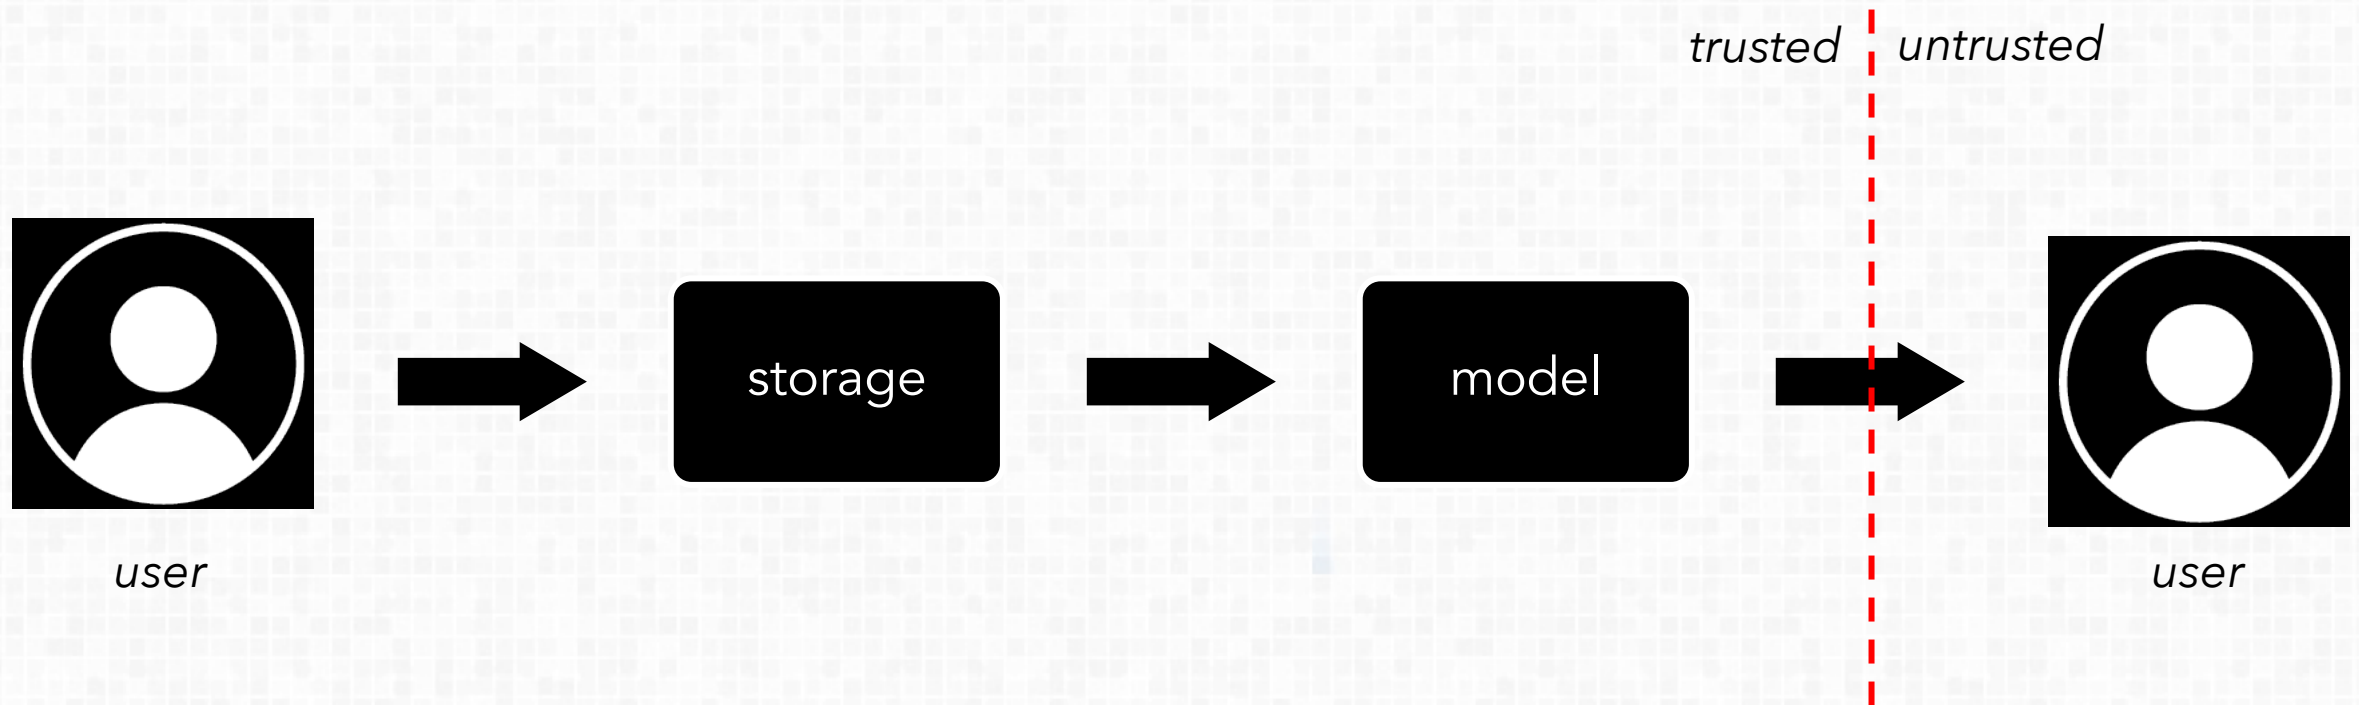 trusted
untrusted
storage
model
user
user